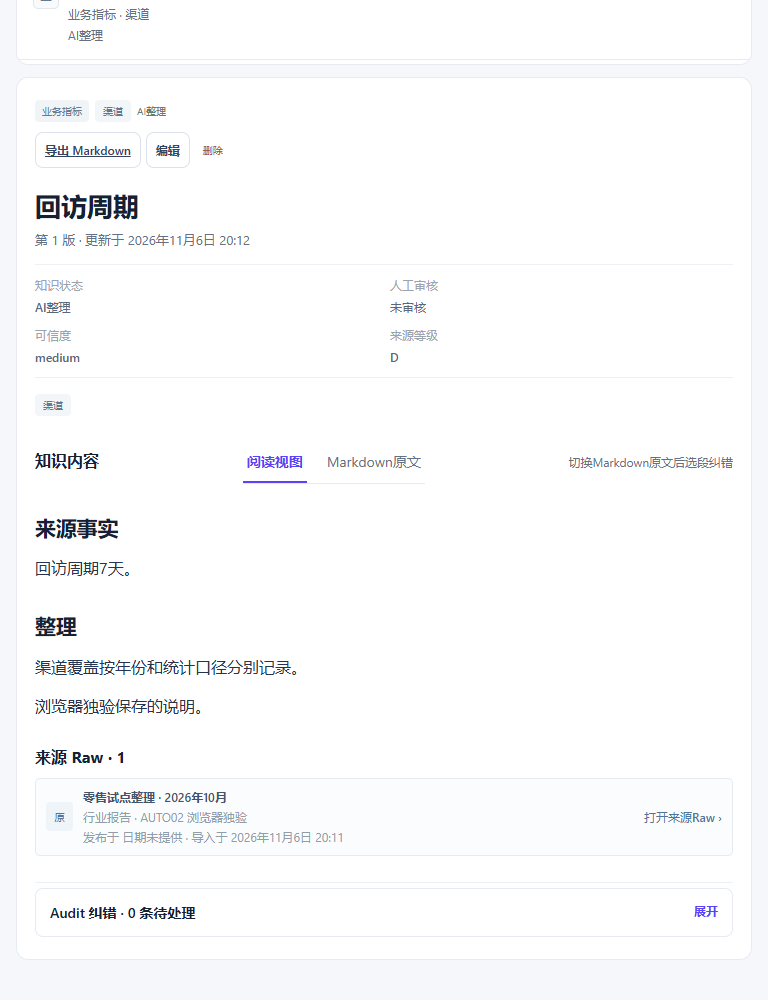 业务指标 · 渠道
AI整理
业务指标 渠道 AI整理
导出 Markdown 编辑 删除
回访周期
第 1 版 · 更新于 2026年11月6日 20:12
知识状态 人工审核
AI整理 未审核
可信度 来源等级
medium D
渠道
知识内容 阅读视图 Markdown原文 切换Markdown原文后选段纠错
来源事实
回访周期7天。
整理
渠道覆盖按年份和统计口径分别记录。
浏览器独验保存的说明。
来源 Raw · 1
零售试点整理 · 2026年10月
原 行业报告 · AUTO02 浏览器独验 打开来源Raw ›
发布于 日期未提供 · 导入于 2026年11月6日 20:11
Audit 纠错 · 0 条待处理 展开